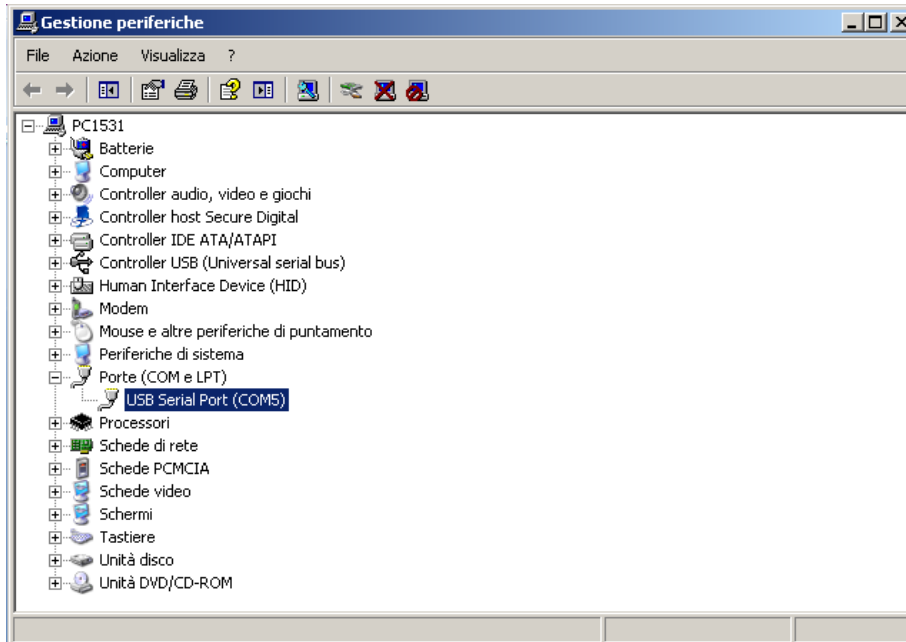 Gestione periferiche
File Azione Visualizza ?
PC1531
Batterie
Computer
Controller audio, video e giochi
Controller host Secure Digital
Controller IDE ATA/ATAPI
Controller USB (Universal serial bus)
Human Interface Device (HID)
Modem
Mouse e altre periferiche di puntamento
Periferiche di sistema
Porte (COM e LPT)
USB Serial Port (COM5)
Processori
Schede di rete
Schede PCMCIA
Schede video
Schermi
Tastiere
Unità disco
Unità DVD/CD-ROM